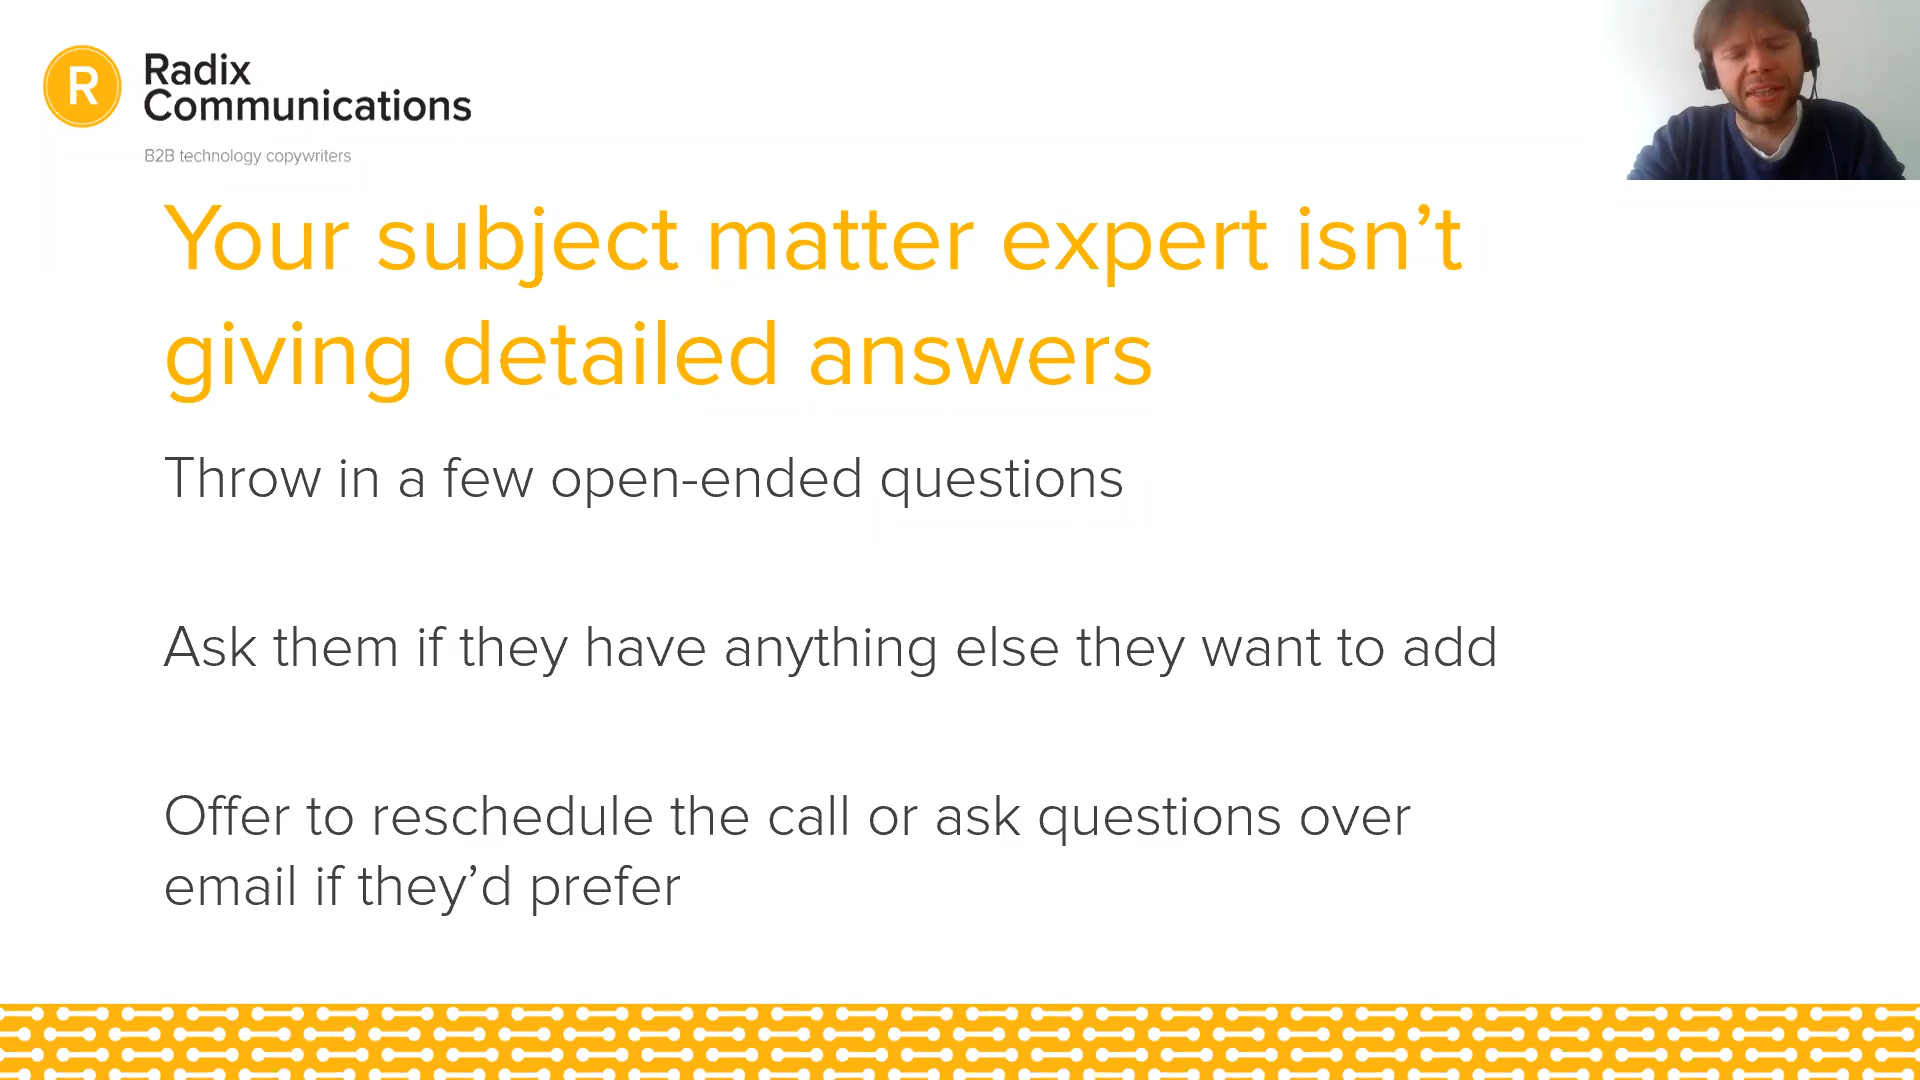 R
Radix
Communications
B2B technology copywriters
Your subject matter expert isn’t
giving detailed answers
Throw in a few open-ended questions
Ask them if they have anything else they want to add
Offer to reschedule the call or ask questions over
email if they’d prefer